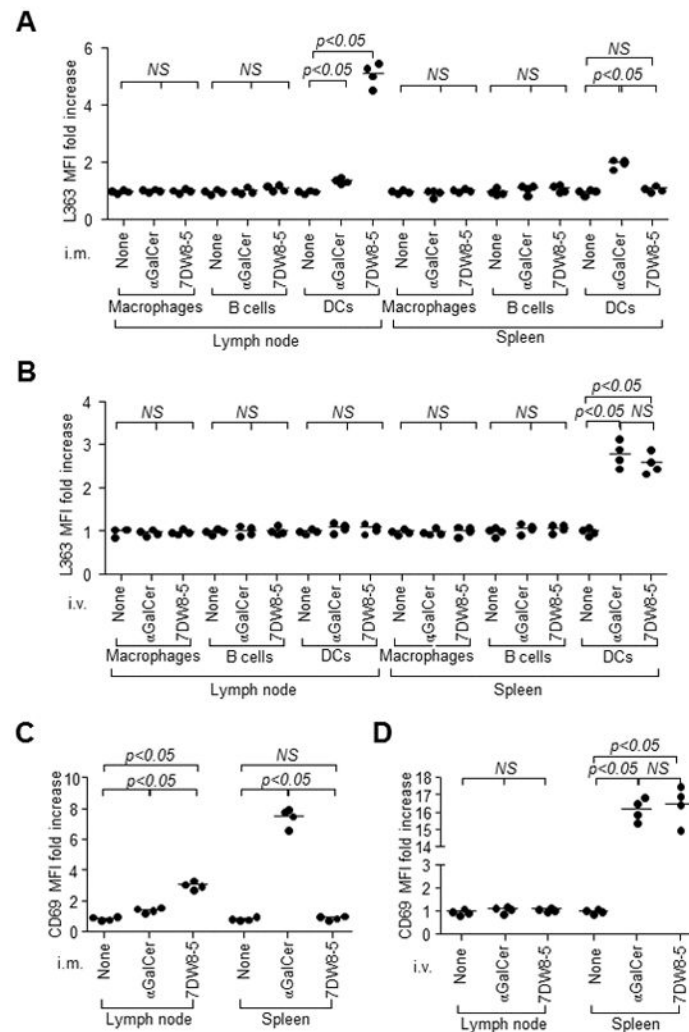 A
L363 MFI fold increase
6
4
2
0
NS
NS
p<0.05
p<0.05
NS
NS
NS
p<0.05
i.m.
None
αGalCer
7DW8-5
None
αGalCer
7DW8-5
None
αGalCer
7DW8-5
None
αGalCer
7DW8-5
None
αGalCer
7DW8-5
None
αGalCer
7DW8-5
Macrophages B cells DCs Macrophages B cells DCs
Lymph node Spleen
B
L363 MFI fold increase
4
3
2
1
0
NS
NS
NS
NS
NS
p<0.05
p<0.05 NS
i.v.
None
αGalCer
7DW8-5
None
αGalCer
7DW8-5
None
αGalCer
7DW8-5
None
αGalCer
7DW8-5
None
αGalCer
7DW8-5
None
αGalCer
7DW8-5
Macrophages B cells DCs Macrophages B cells DCs
Lymph node Spleen
C
CD69 MFI fold increase
10
8
6
4
2
0
p<0.05
p<0.05
NS
p<0.05
i.m.
None
αGalCer
7DW8-5
None
αGalCer
7DW8-5
Lymph node Spleen
D
CD69 MFI fold increase
18
17
16
15
14
2
1
0
NS
p<0.05
p<0.05 NS
i.v.
None
αGalCer
7DW8-5
None
αGalCer
7DW8-5
Lymph node Spleen